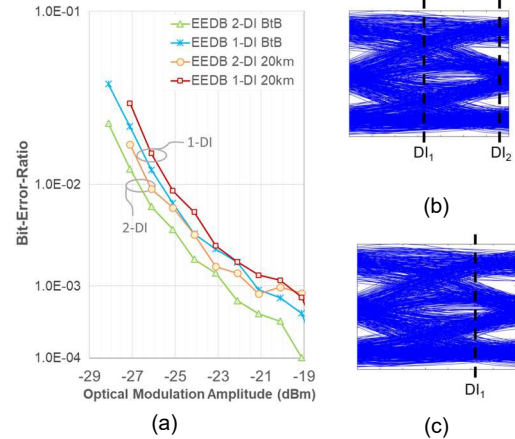 (a)
1.0E-01
EEDB 2-DI BtB
EEDB 1-DI BtB
EEDB 2-DI 20km
EEDB 1-DI 20km
1-DI
2-DI
1.0E-02
1.0E-03
1.0E-04
Bit-Error-Ratio
-29 -27 -25 -23 -21 -19
Optical Modulation Amplitude (dBm)
(a)
DI1 DI2
(b)
DI1
(c)